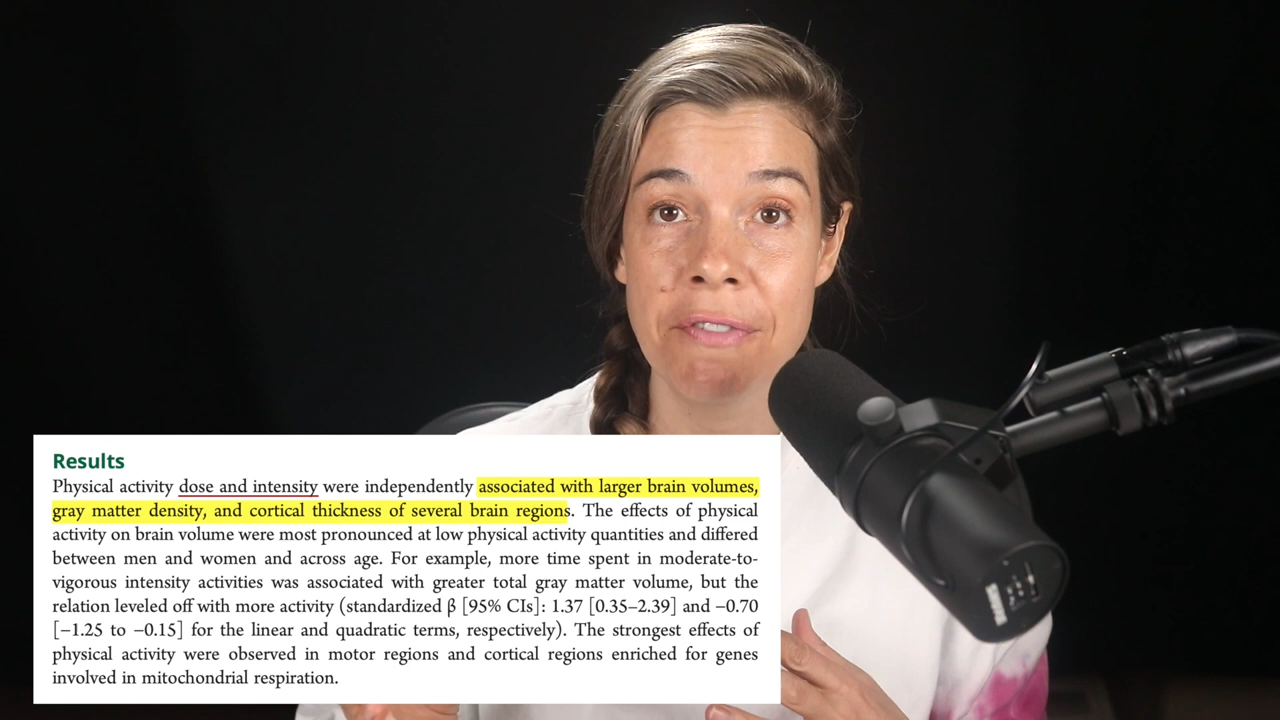 Results
Physical activity dose and intensity were independently associated with larger brain volumes,
gray matter density, and cortical thickness of several brain regions. The effects of physical
activity on brain volume were most pronounced at low physical activity quantities and differed
between men and women and across age. For example, more time spent in moderate-to-
vigorous intensity activities was associated with greater total gray matter volume, but the
relation leveled off with more activity (standardized β [95% CIs]: 1.37 [0.35–2.39] and −0.70
[−1.25 to −0.15] for the linear and quadratic terms, respectively). The strongest effects of
physical activity were observed in motor regions and cortical regions enriched for genes
involved in mitochondrial respiration.
SHURE